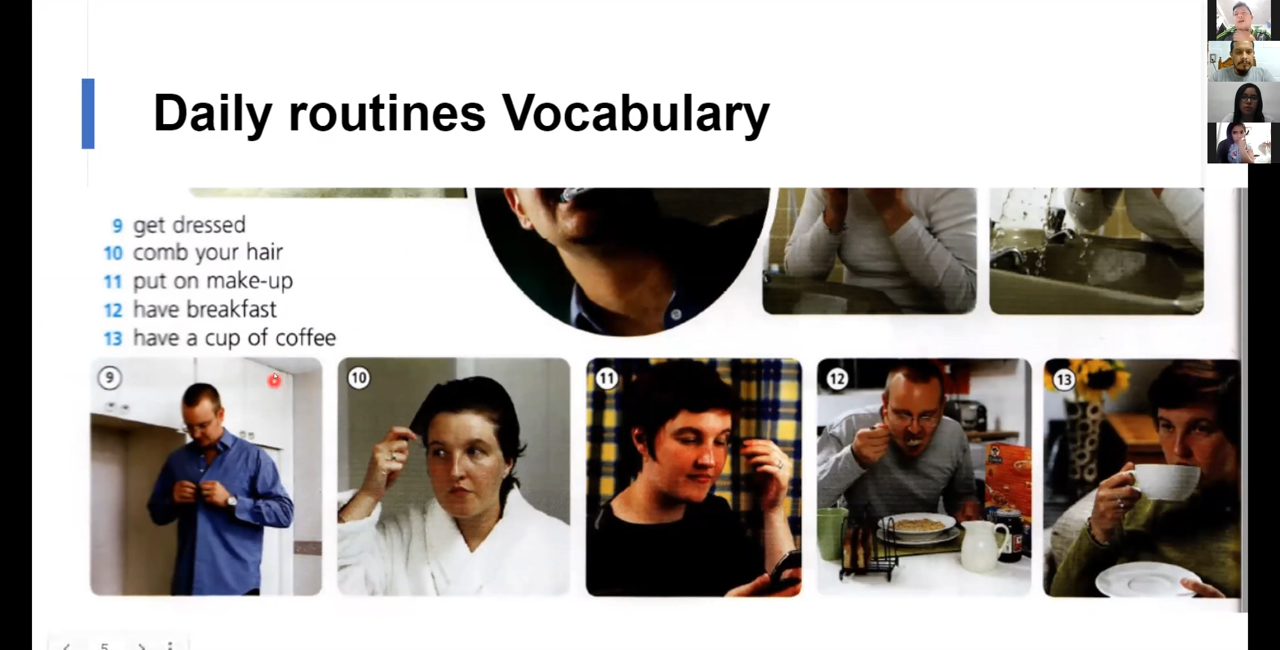 Daily routines Vocabulary
9 get dressed
10 comb your hair
11 put on make-up
12 have breakfast
13 have a cup of coffee
9
10
11
12
13
5